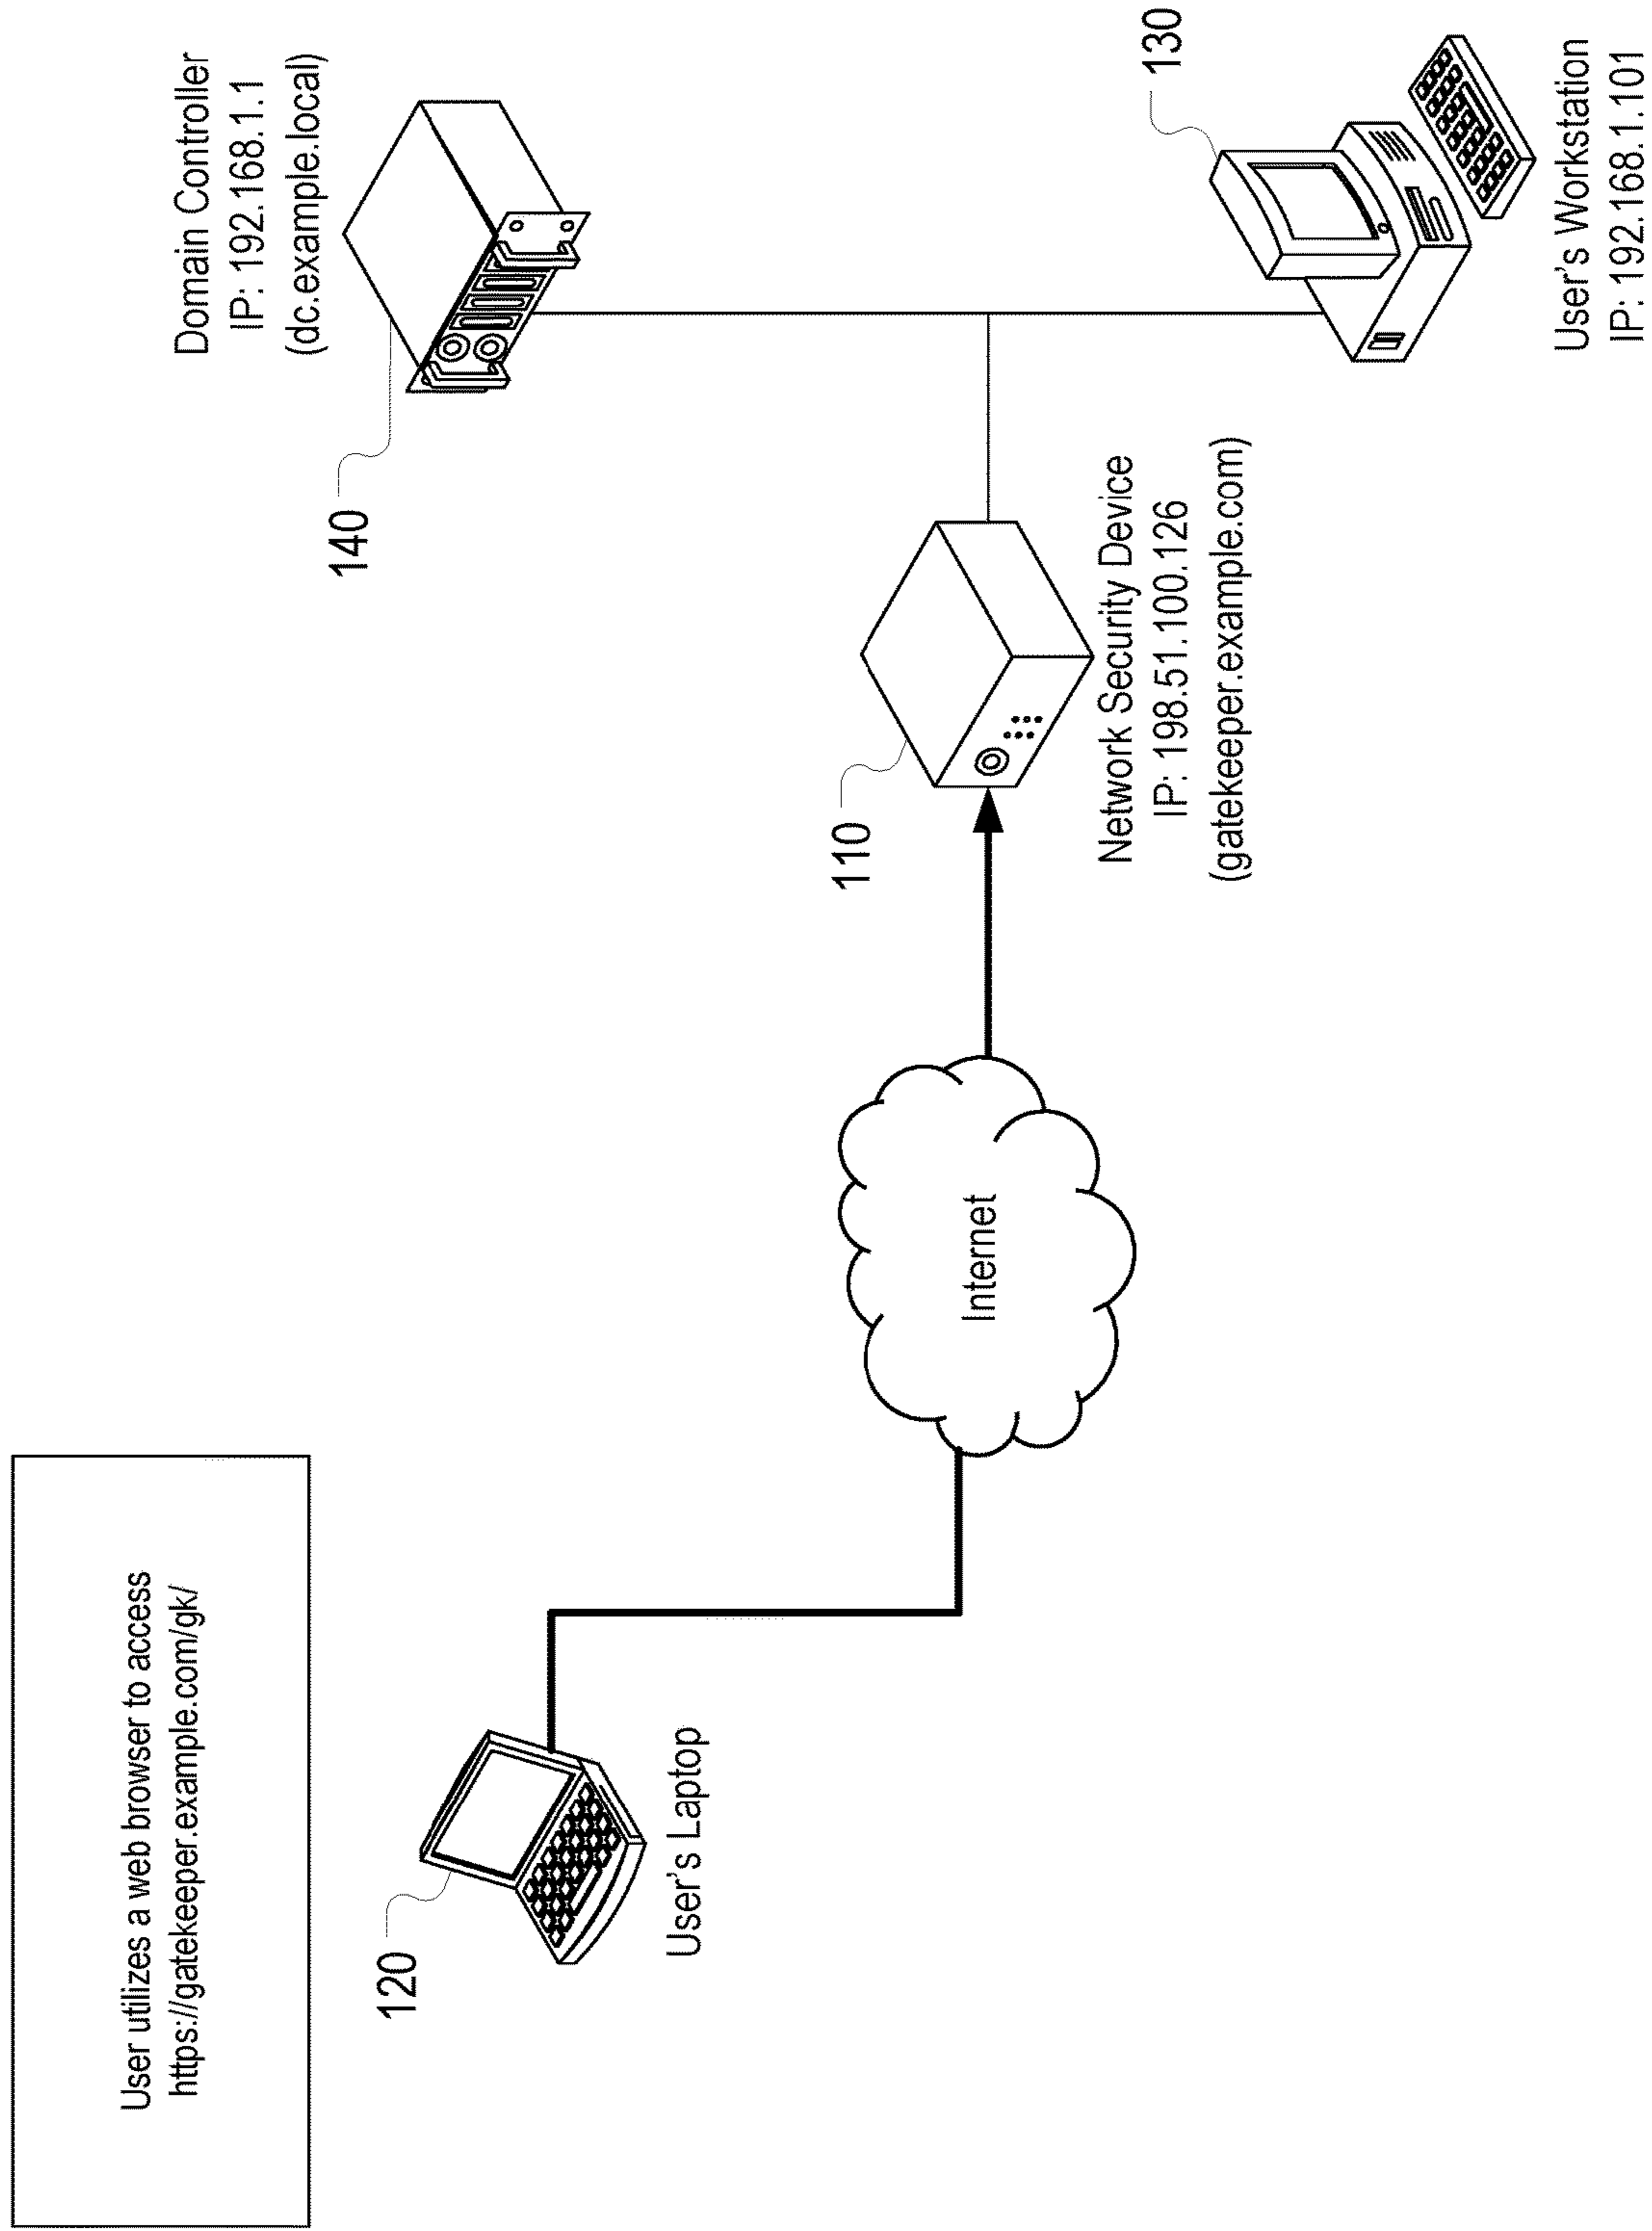 User utilizes a web browser to access
https://gatekeeper.example.com/gk/
120
User's Laptop
Internet
110
Network Security Device
IP: 198.51.100.126
(gatekeeper.example.com)
140
Domain Controller
IP: 192.168.1.1
(dc.example.local)
130
User's Workstation
IP: 192.168.1.101